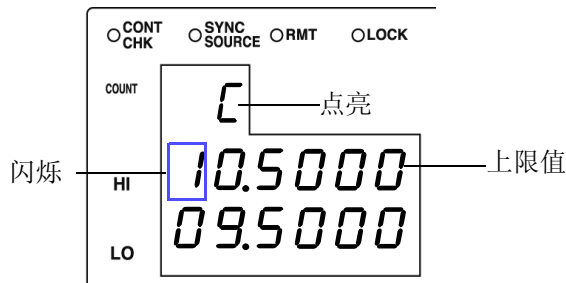 CONT CHK SYNC SOURCE RMT LOCK
COUNT C 点亮
闪烁 HI 10.5000 上限值
LO 09.5000